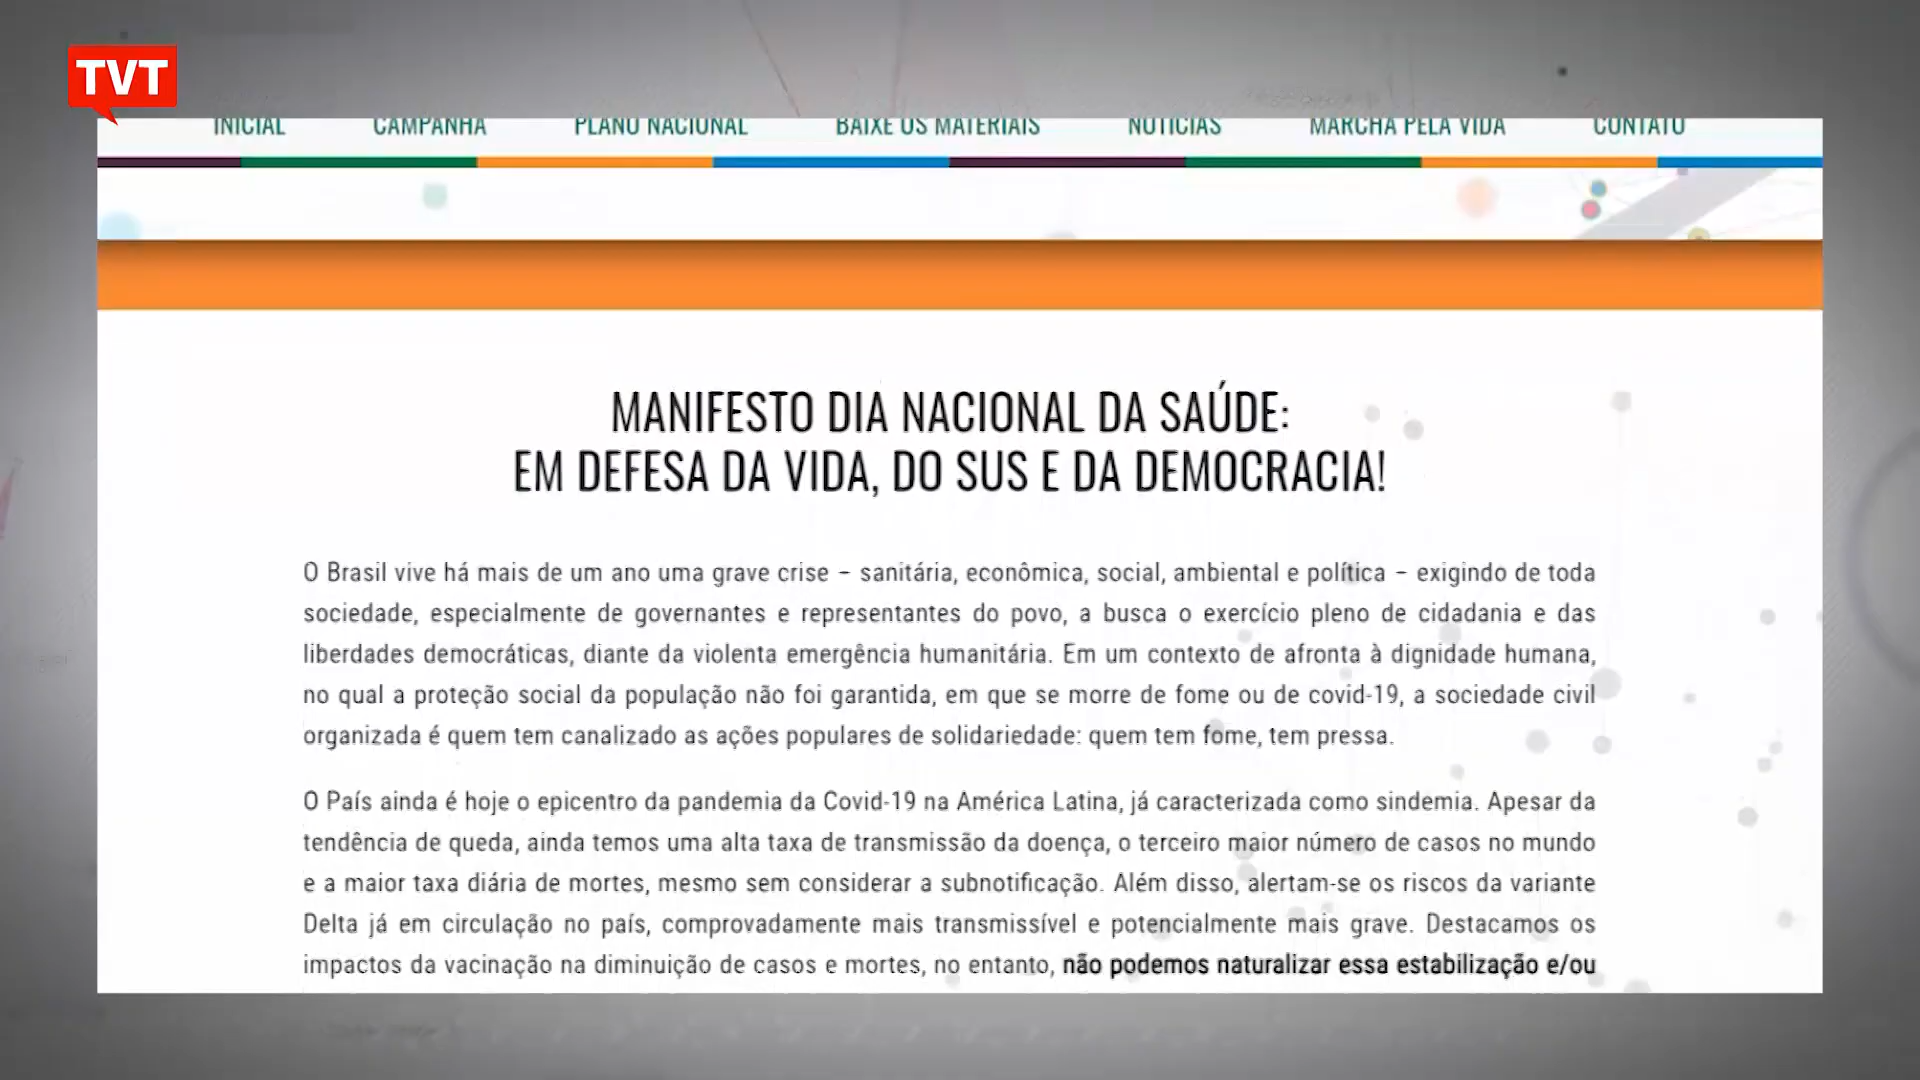 TVT
INICIAL CAMPANHA PLANO NACIONAL BAIXE OS MATERIAIS NOTÍCIAS MARCHA PELA VIDA CONTATO
MANIFESTO DIA NACIONAL DA SAÚDE:
EM DEFESA DA VIDA, DO SUS E DA DEMOCRACIA!
O Brasil vive há mais de um ano uma grave crise – sanitária, econômica, social, ambiental e política – exigindo de toda
sociedade, especialmente de governantes e representantes do povo, a busca o exercício pleno de cidadania e das
liberdades democráticas, diante da violenta emergência humanitária. Em um contexto de afronta à dignidade humana,
no qual a proteção social da população não foi garantida, em que se morre de fome ou de covid-19, a sociedade civil
organizada é quem tem canalizado as ações populares de solidariedade: quem tem fome, tem pressa.
O País ainda é hoje o epicentro da pandemia da Covid-19 na América Latina, já caracterizada como sindemia. Apesar da
tendência de queda, ainda temos uma alta taxa de transmissão da doença, o terceiro maior número de casos no mundo
e a maior taxa diária de mortes, mesmo sem considerar a subnotificação. Além disso, alertam-se os riscos da variante
Delta já em circulação no país, comprovadamente mais transmissível e potencialmente mais grave. Destacamos os
impactos da vacinação na diminuição de casos e mortes, no entanto, não podemos naturalizar essa estabilização e/ou